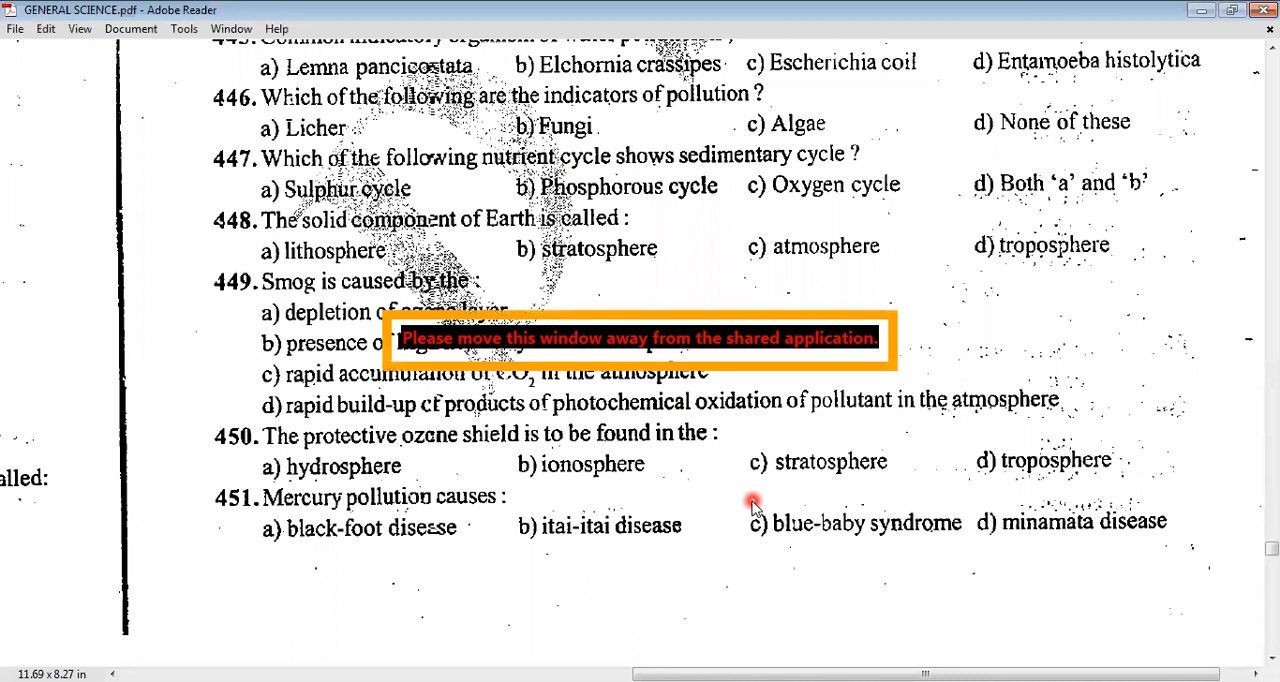 GENERAL SCIENCE.pdf - Adobe Reader
File Edit View Document Tools Window Help
a) Lemna pancicostata b) Elchornia crassipes c) Escherichia coil d) Entamoeba histolytica
446. Which of the following are the indicators of pollution ?
a) Licher b) Fungi c) Algae d) None of these
447. Which of the following nutrient cycle shows sedimentary cycle ?
a) Sulphur cycle b) Phosphorous cycle c) Oxygen cycle d) Both 'a' and 'b'
448. The solid component of Earth is called :
a) lithosphere b) stratosphere c) atmosphere d) troposphere
449. Smog is caused by the :
a) depletion of ozone layer
Please move this window away from the shared application.
b) presence
c) rapid accumulation of CO2 in the atmosphere
d) rapid build-up of products of photochemical oxidation of pollutant in the atmosphere
450. The protective ozone shield is to be found in the :
a) hydrosphere b) ionosphere c) stratosphere d) troposphere
alled:
451. Mercury pollution causes :
a) black-foot disease b) itai-itai disease c) blue-baby syndrome d) minamata disease
11.69 x 8.27 in